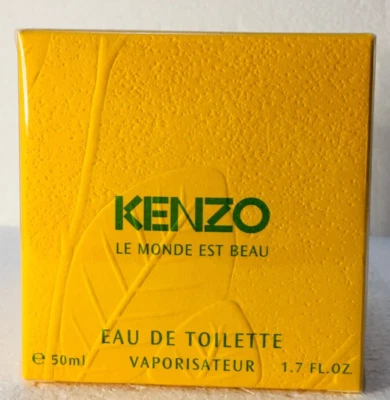 KENZO
LE MONDE EST BEAU
EAU DE TOILETTE
℮ 50ml VAPORISATEUR 1.7 FL.OZ